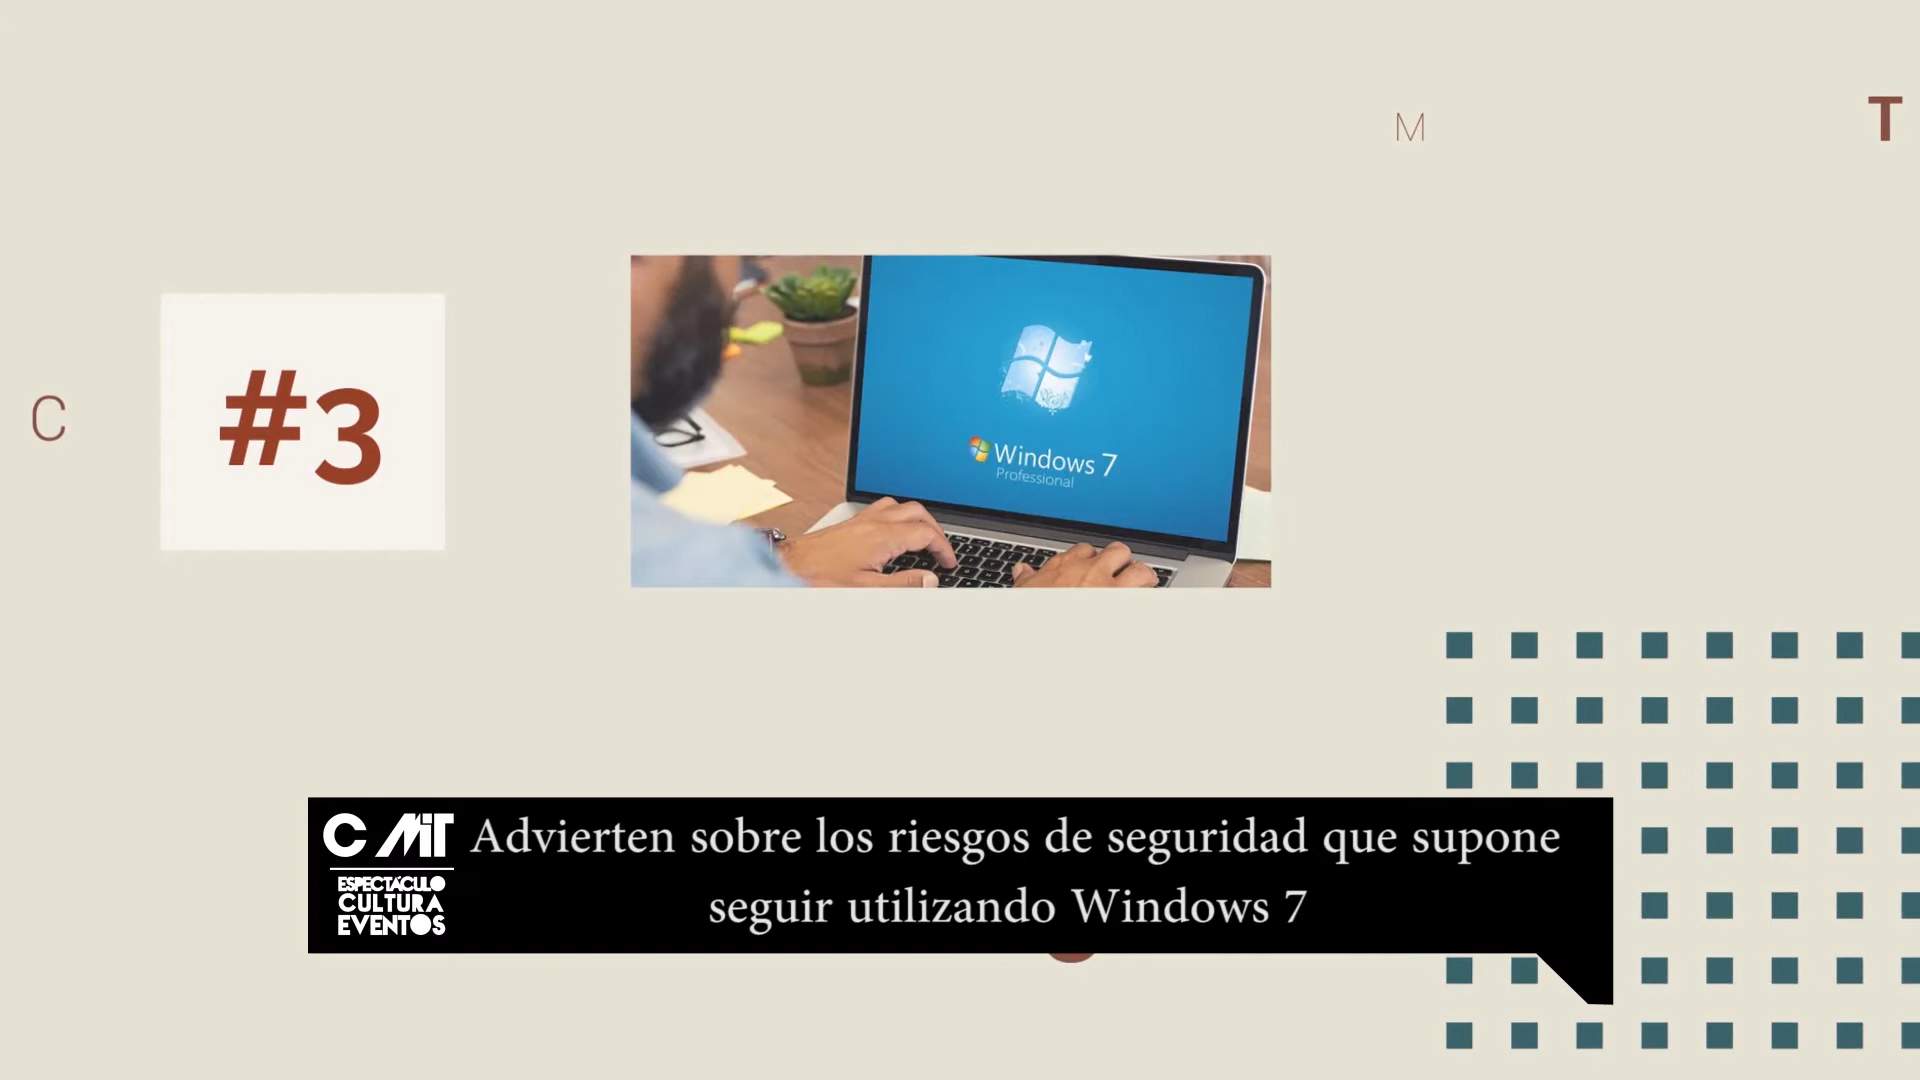 M
T
C
#3
Windows 7
Professional
C MiT
ESPECTÁCULO
CULTURA
EVENTOS
Advierten sobre los riesgos de seguridad que supone
seguir utilizando Windows 7